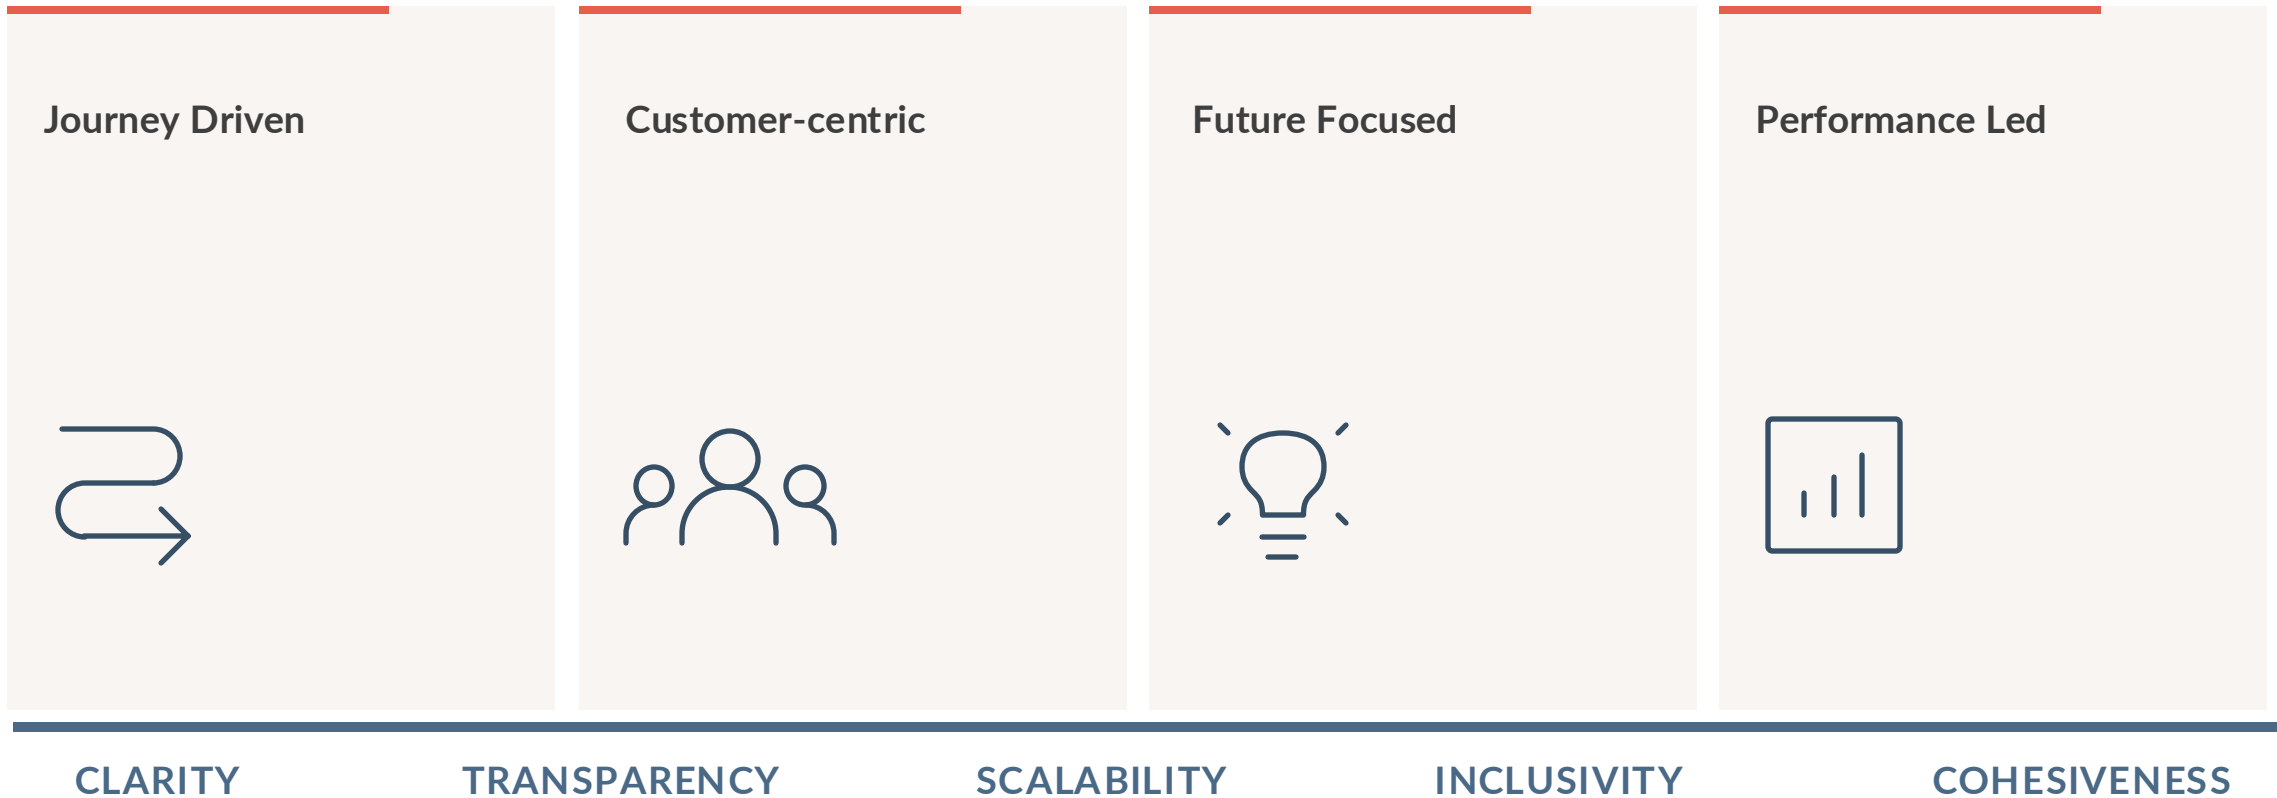 Journey Driven
Customer-centric
Future Focused
Performance Led
CLARITY
TRANSPARENCY
SCALABILITY
INCLUSIVITY
COHESIVENESS